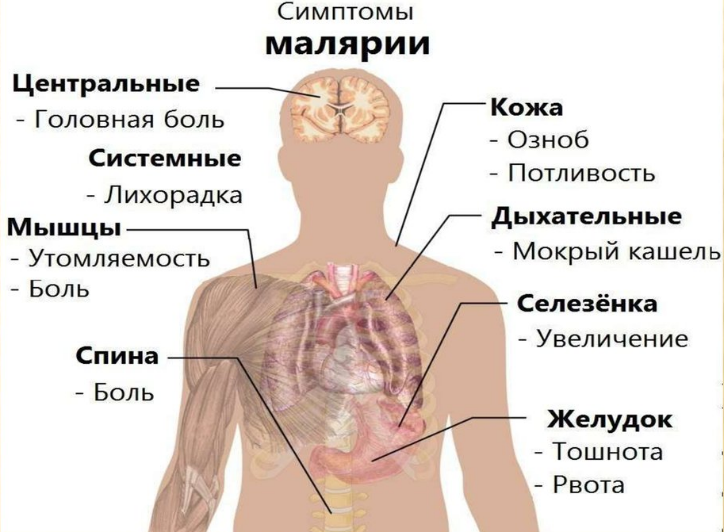 Симптомы
малярии
Центральные
- Головная боль
Системные
- Лихорадка
Мышцы
- Утомляемость
- Боль
Спина
- Боль
Кожа
- Озноб
- Потливость
Дыхательные
- Мокрый кашель
Селезёнка
- Увеличение
Желудок
- Тошнота
- Рвота